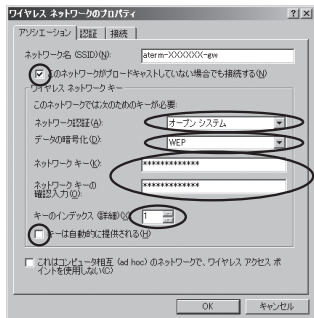 ワイヤレス ネットワークのプロパティ ? ×
アソシエーション 認証 接続
ネットワーク名 (SSID)(N): aterm-XXXXXX-gw
このネットワークがブロードキャストしていない場合でも接続する(N)
ワイヤレス ネットワーク キー
このネットワークでは次のためのキーが必要:
ネットワーク認証(A): オープン システム
データの暗号化(D): WEP
ネットワーク キー(K): *************
ネットワーク キーの
確認入力(O): *************
キーのインデックス (詳細)(X): 1
キーは自動的に提供される(H)
これはコンピュータ相互 (ad hoc) のネットワークで、ワイヤレス アクセス ポ
イントを使用しない(C)
OK キャンセル